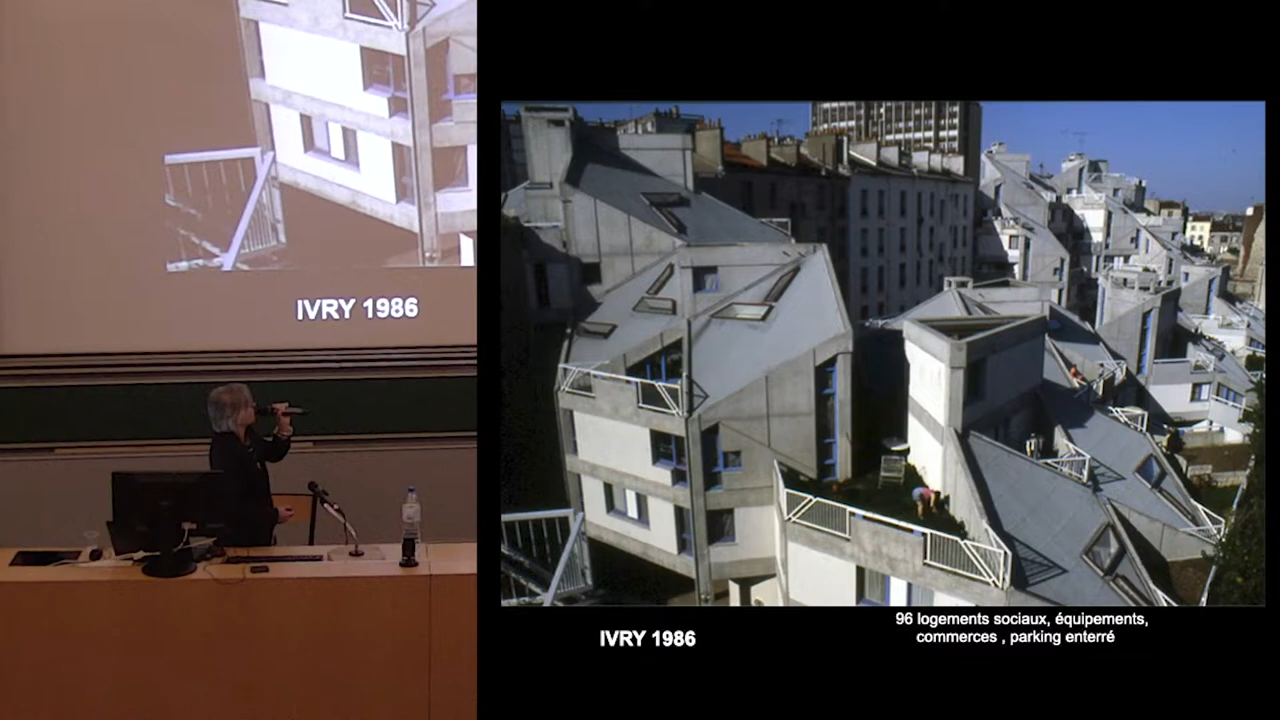 IVRY 1986
IVRY 1986
96 logements sociaux, équipements,
commerces , parking enterré